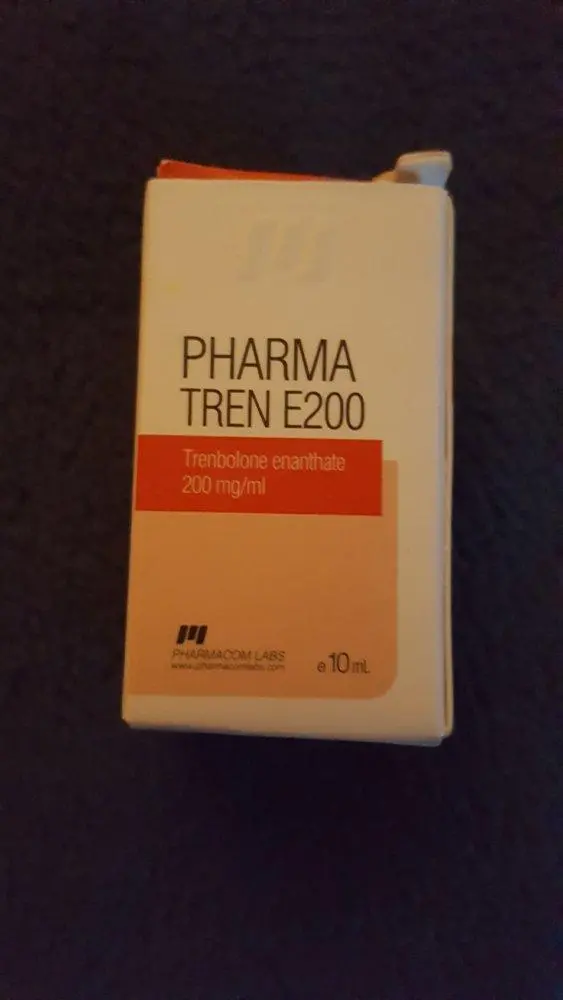 PHARMA
TREN E200
Trenbolone enanthate
200 mg/ml
PHARMACOM LABS
www.pharmacomlabs.com
e 10 mL